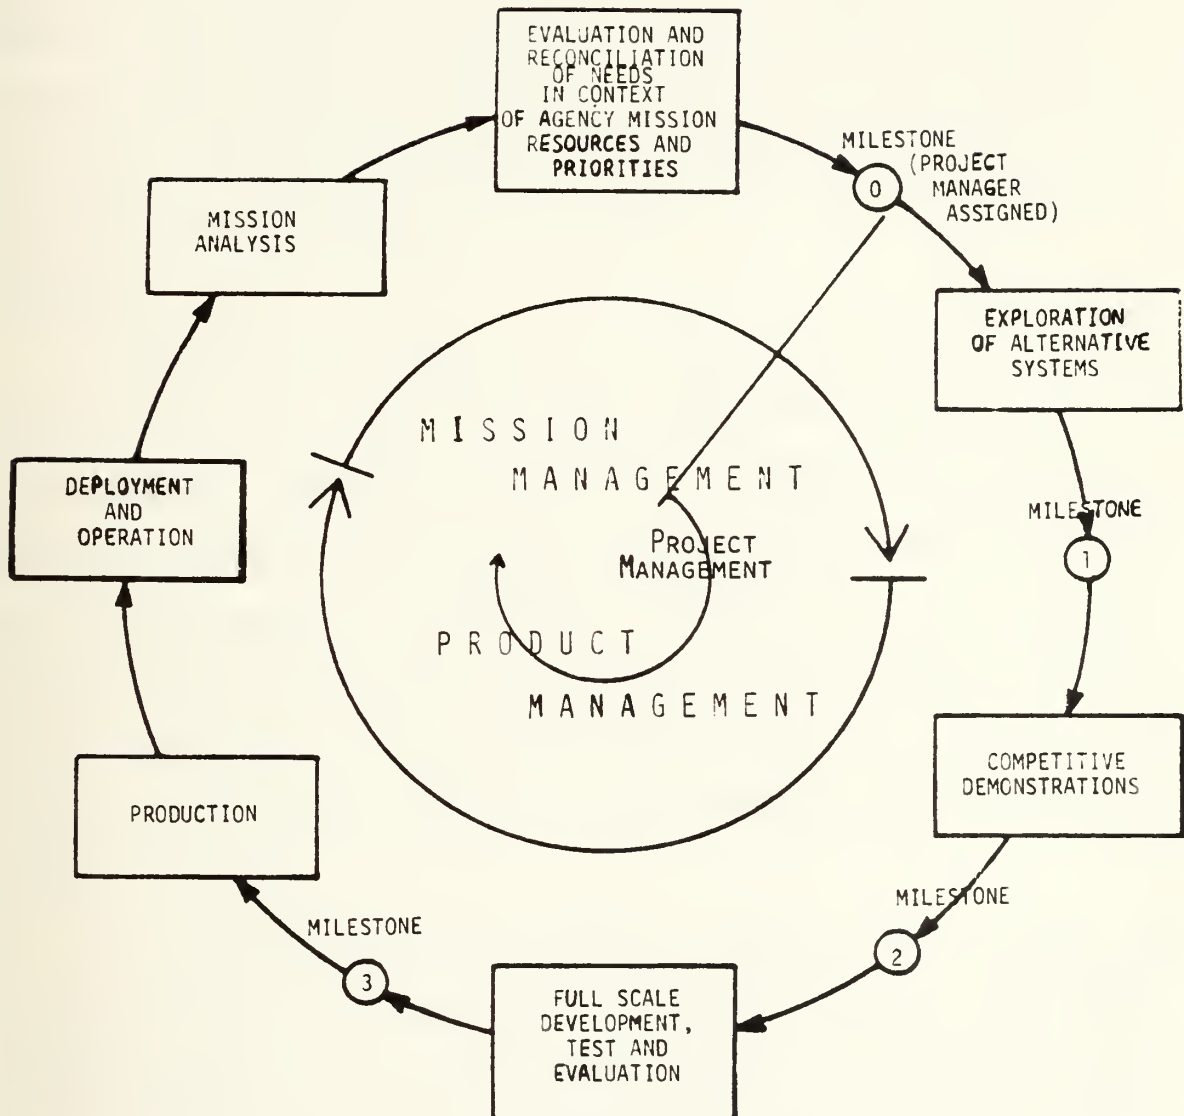 EVALUATION AND
RECONCILIATION
OF NEEDS
IN CONTEXT
OF AGENCY MISSION
RESOURCES AND
PRIORITIES
MILESTONE
(PROJECT
MANAGER
ASSIGNED)
0
MISSION
ANALYSIS
EXPLORATION
OF ALTERNATIVE
SYSTEMS
MISSION
MANAGEMENT
DEPLOYMENT
AND
OPERATION
MILESTONE
1
PROJECT
MANAGEMENT
PRODUCT
MANAGEMENT
COMPETITIVE
DEMONSTRATIONS
PRODUCTION
MILESTONE
2
MILESTONE
3
FULL SCALE
DEVELOPMENT,
TEST AND
EVALUATION